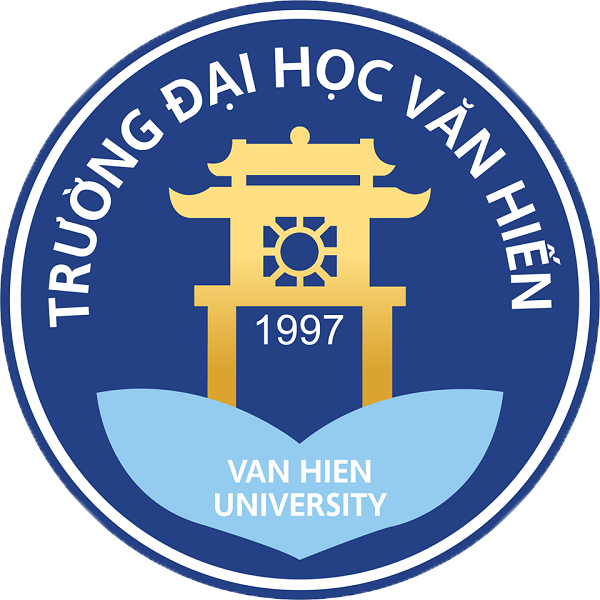 TRƯỜNG ĐẠI HỌC VĂN HIẾN
1997
VAN HIEN
UNIVERSITY